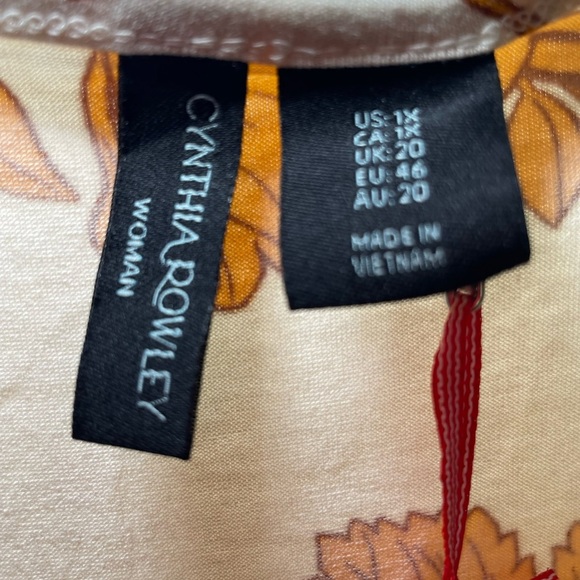 CYNTHIA ROWLEY
WOMAN
US: 1X
CA: 1X
UK: 20
EU: 46
AU: 20
MADE IN
VIETNAM